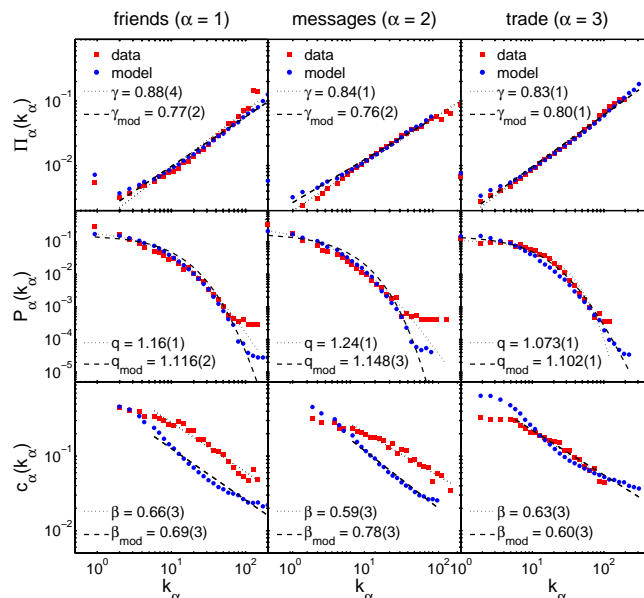 friends (α = 1) messages (α = 2) trade (α = 3)
data data data
model model model
γ = 0.88(4) γ = 0.84(1) γ = 0.83(1)
γmod = 0.77(2) γmod = 0.76(2) γmod = 0.80(1)
Πα(kα)
10^-1
10^-2
Pα(kα)
10^-1
10^-2
10^-3
10^-4
10^-5
q = 1.16(1) q = 1.24(1) q = 1.073(1)
qmod = 1.116(2) qmod = 1.148(3) qmod = 1.102(1)
cα(kα)
10^-1
10^-2
β = 0.66(3) β = 0.59(3) β = 0.63(3)
βmod = 0.69(3) βmod = 0.78(3) βmod = 0.60(3)
10^0 10^1 10^2 10^0 10^1 10^2 10^0 10^1 10^2
kα kα kα